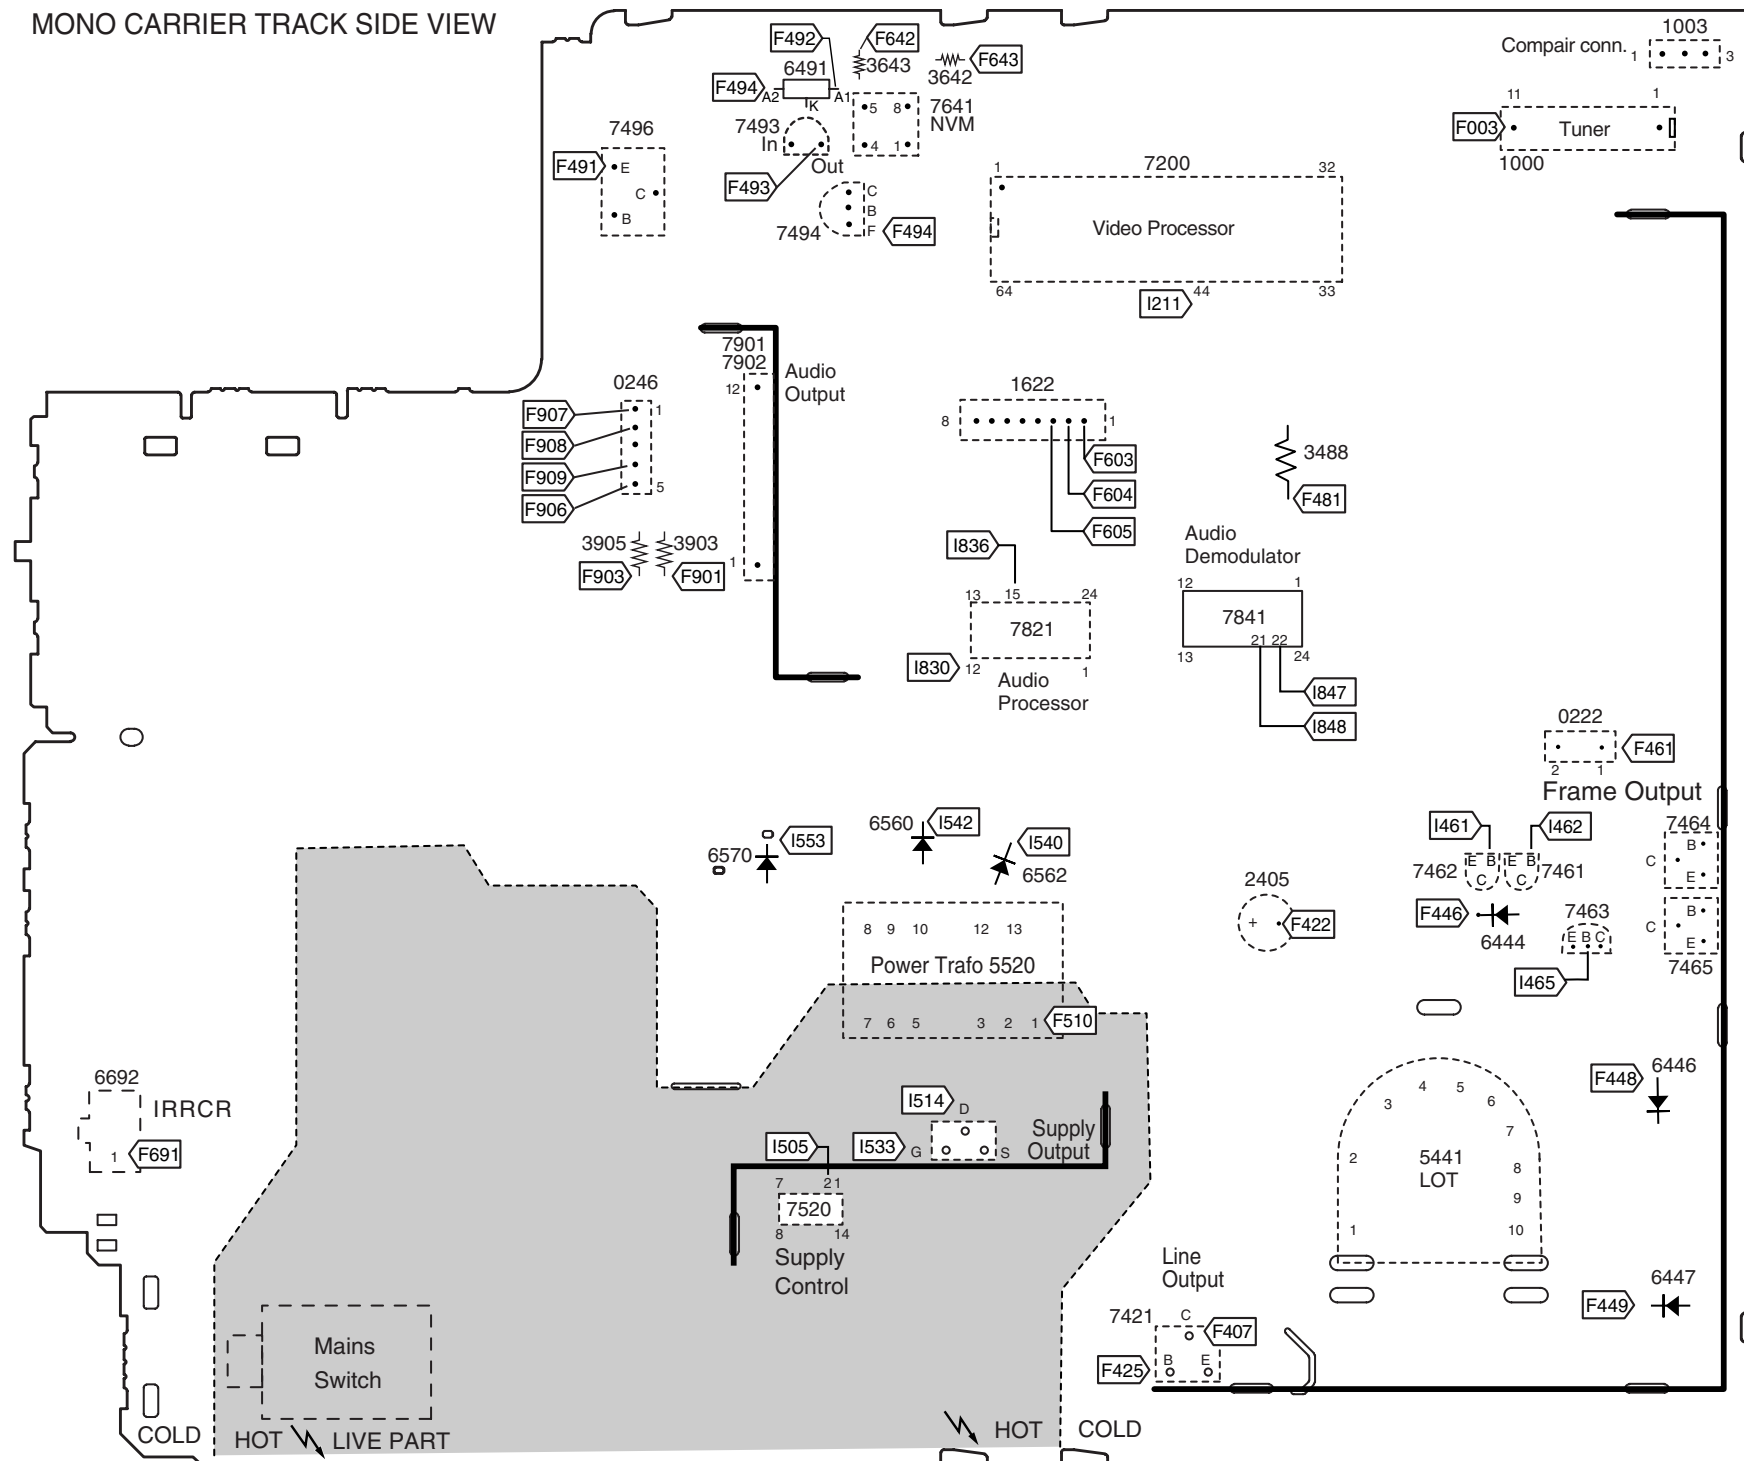 MONO CARRIER TRACK SIDE VIEW
F492
F642
6491
3643
F643
3642
F494
A2
A1
K
7493
In
Out
F493
5 8
4 1
7641
NVM
7496
F491
E
C
B
C
B
F
7494
F494
1003
Compair conn.
1
3
11
1
F003
Tuner
1000
1
7200
32
Video Processor
64
44
33
I211
7901
7902
12
Audio
Output
1
0246
F907
1
F908
F909
5
F906
3905
3903
F903
F901
1622
8
1
F603
F604
F605
3488
F481
I836
13
15
24
7821
I830
12
1
Audio
Processor
Audio
Demodulator
12
1
7841
21 22
13
24
I847
I848
0222
F461
2
1
Frame Output
I461
I462
7464
7462
E B
C
E B
C
7461
C
B
E
F446
6444
7463
E B C
C
B
E
7465
I465
2405
+
F422
6570
I553
6560
I542
I540
6562
8 9 10 12 13
Power Trafo 5520
7 6 5 3 2 1
F510
I514
D
I533
G
S
Supply
Output
I505
7
2 1
7520
8
14
Supply
Control
6692
IRRCR
1
F691
F448
6446
3 4 5 6
7
2
5441
LOT
8
9
1
10
6447
F449
Line
Output
7421
C
F407
B
E
F425
Mains
Switch
COLD
HOT
LIVE PART
HOT
COLD